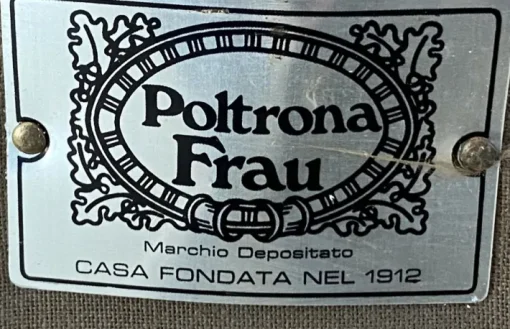 Poltrona
Frau
Marchio Depositato
CASA FONDATA NEL 1912